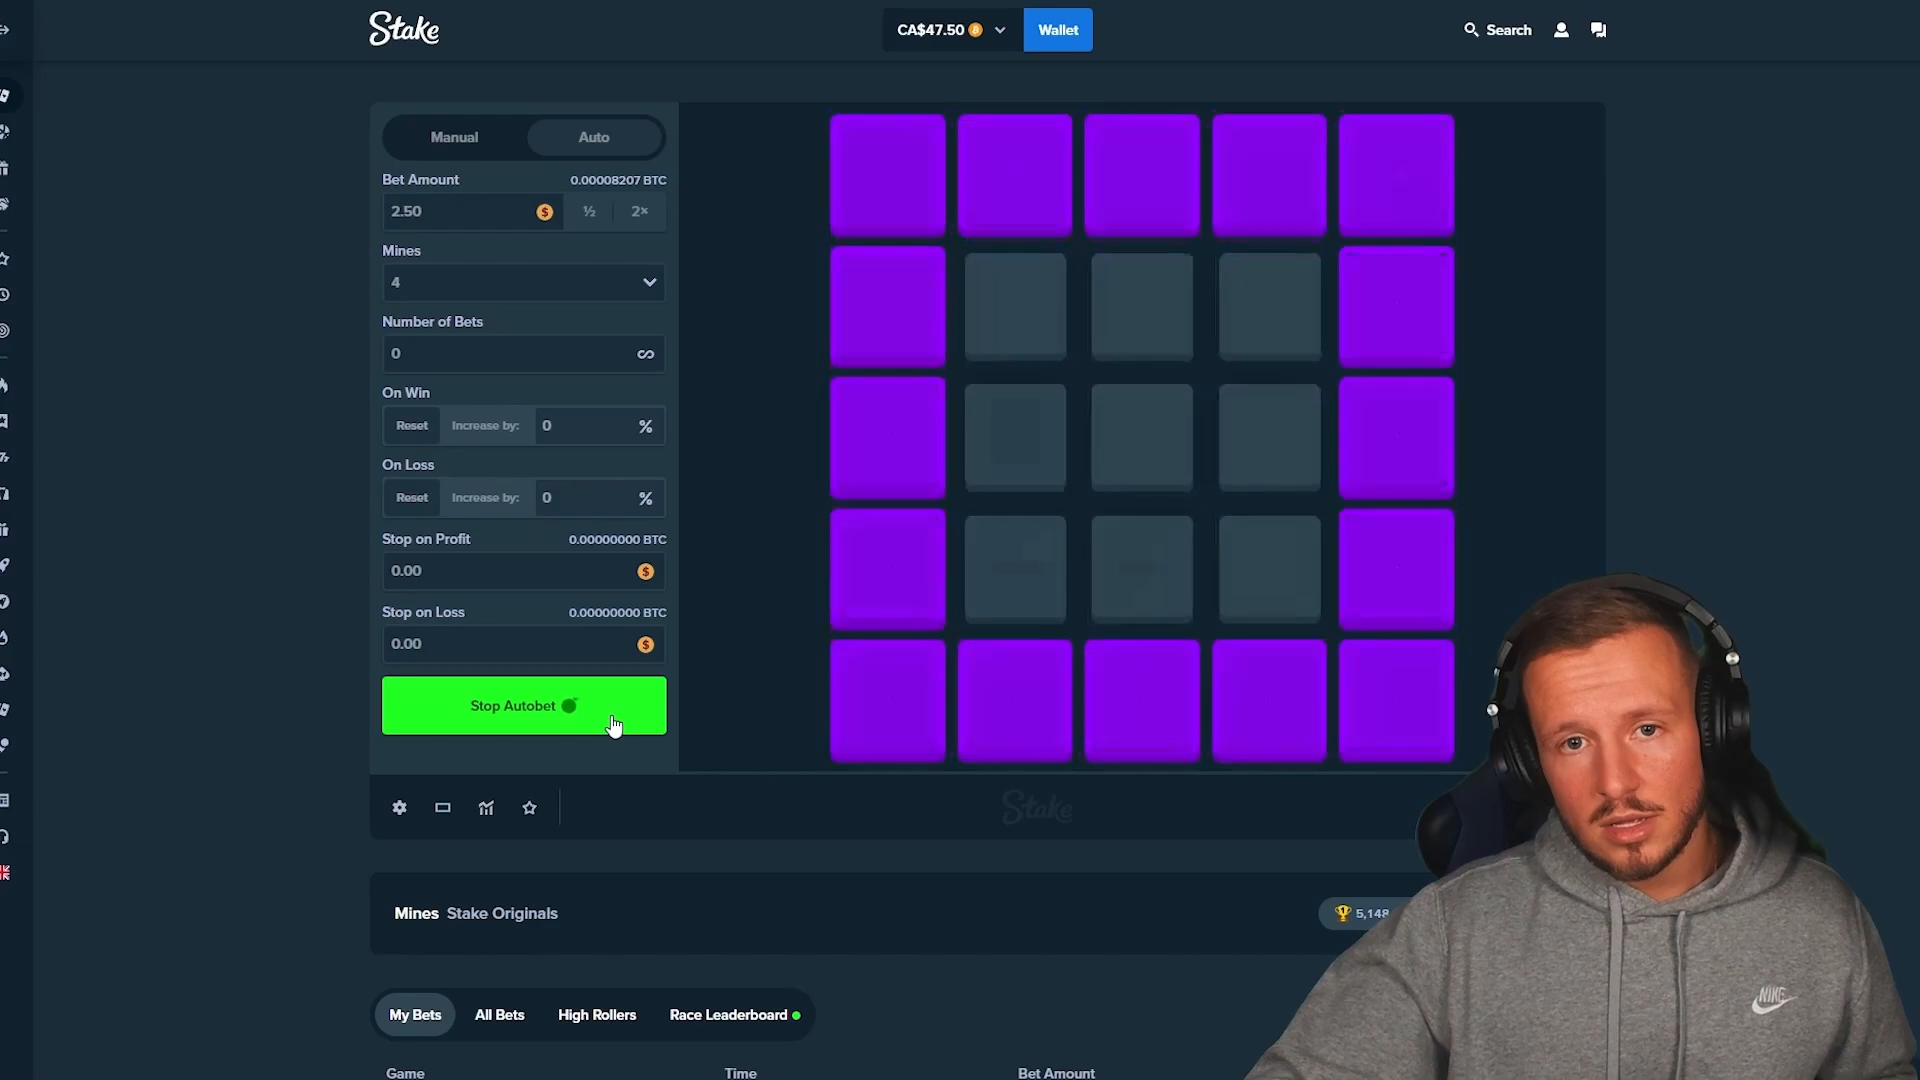 Stake
CA$47.50
Wallet
Search
Manual
Auto
Bet Amount
0.00008207 BTC
2.50
½
2×
Mines
4
Number of Bets
0
On Win
Reset
Increase by:
0
%
On Loss
Reset
Increase by:
0
%
Stop on Profit
0.00000000 BTC
0.00
Stop on Loss
0.00000000 BTC
0.00
Stop Autobet
Stake
Mines
Stake Originals
5,148
My Bets
All Bets
High Rollers
Race Leaderboard
Game
Time
Bet Amount
NIKE